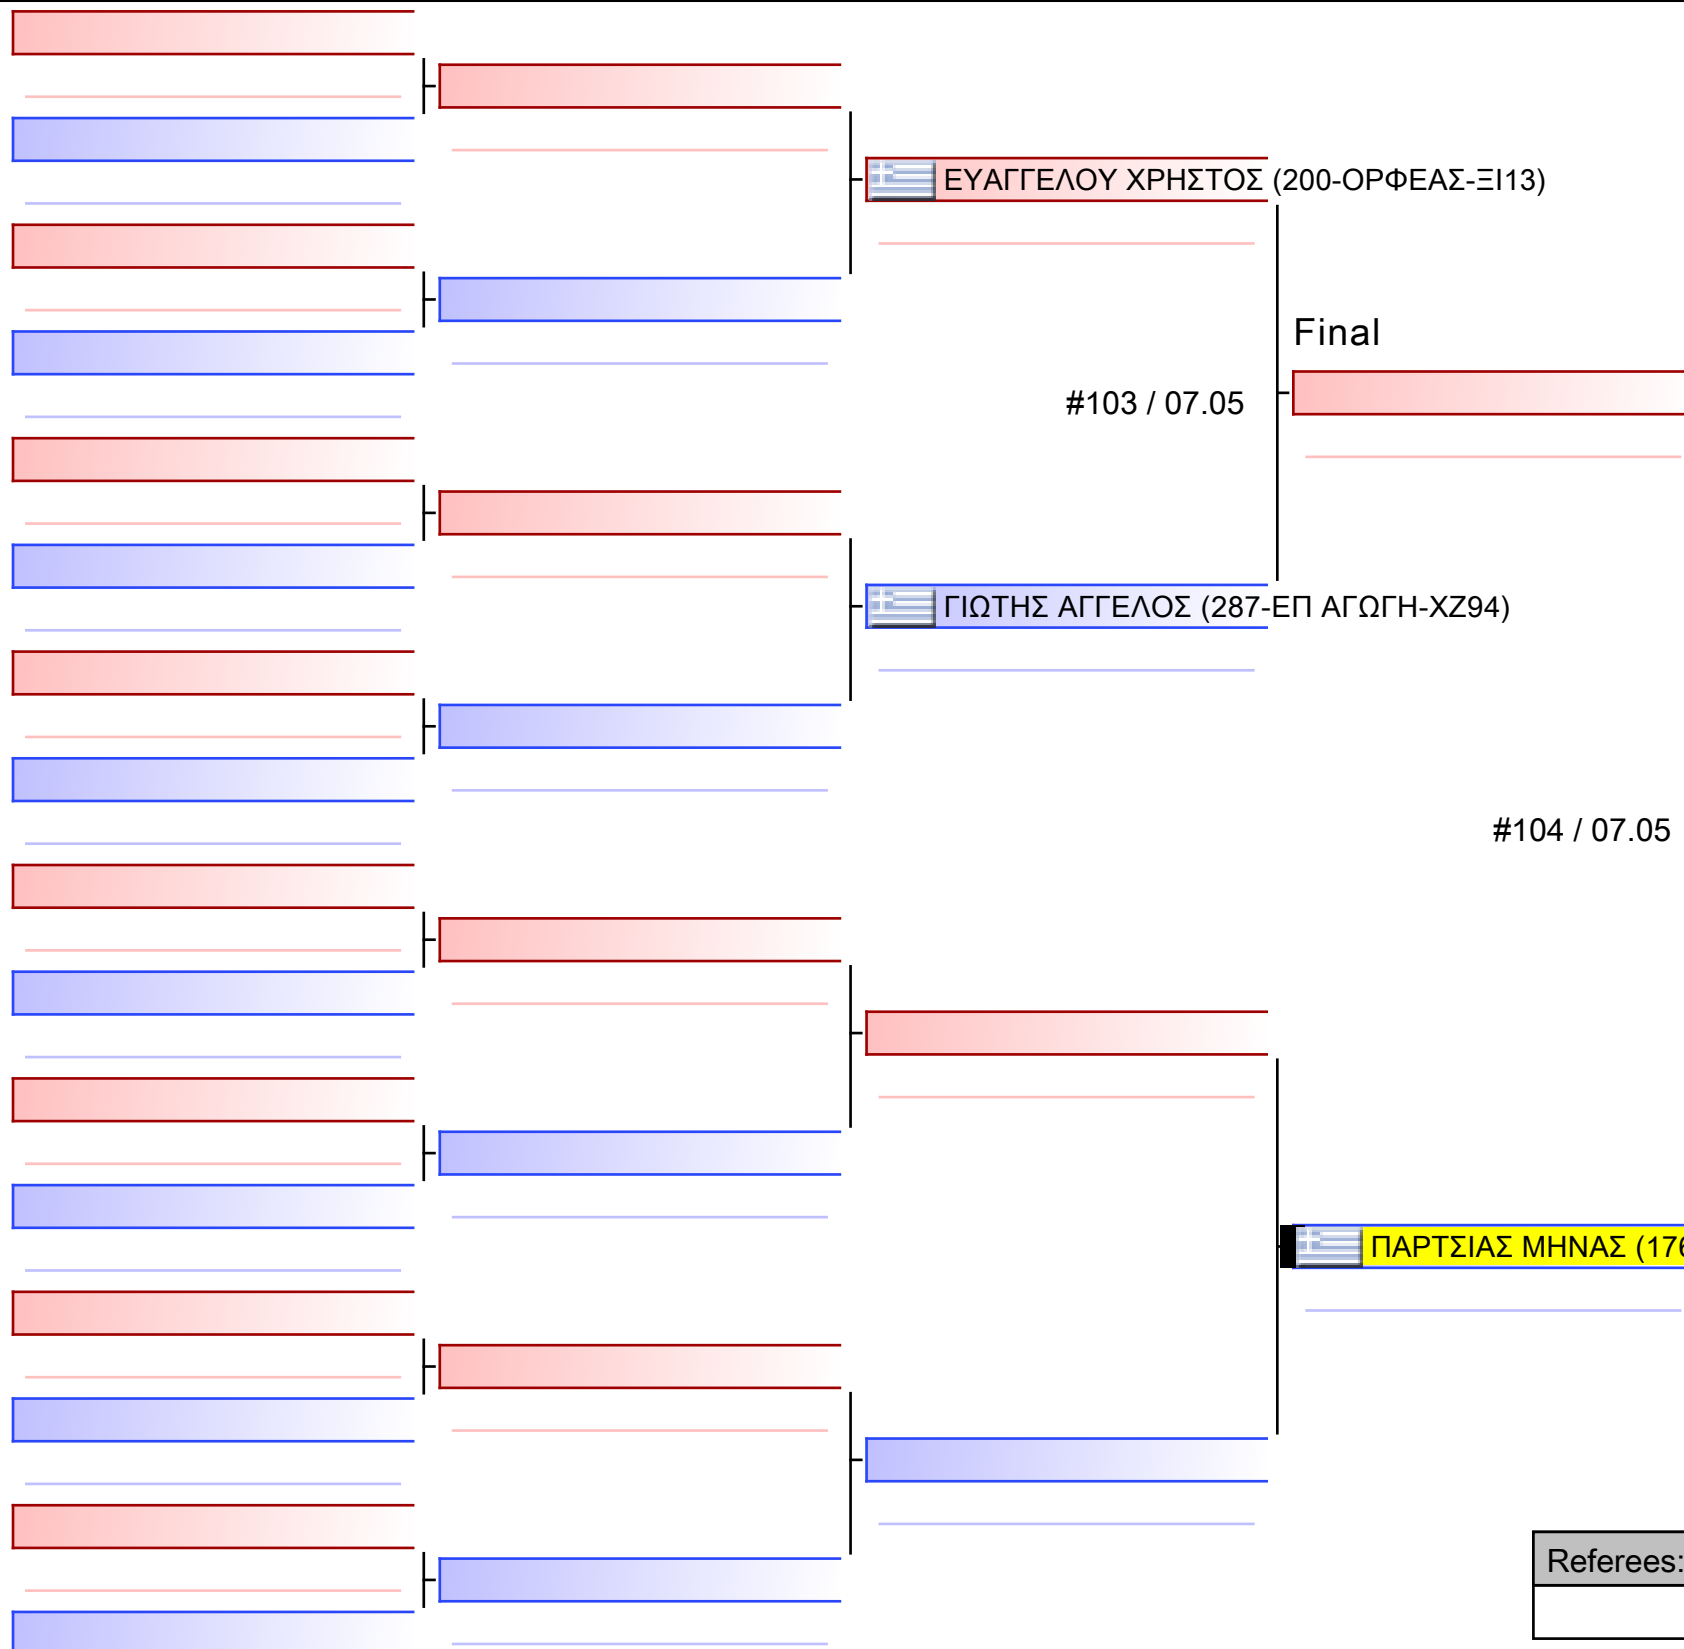 ΕΥΑΓΓΕΛΟΥ ΧΡΗΣΤΟΣ (200-ΟΡΦΕΑΣ-ΞΙ13)
Final
#103 / 07.05
ΓΙΩΤΗΣ ΑΓΓΕΛΟΣ (287-ΕΠ ΑΓΩΓΗ-ΧΖ94)
#104 / 07.05
ΠΑΡΤΣΙΑΣ ΜΗΝΑΣ (176
Referees: